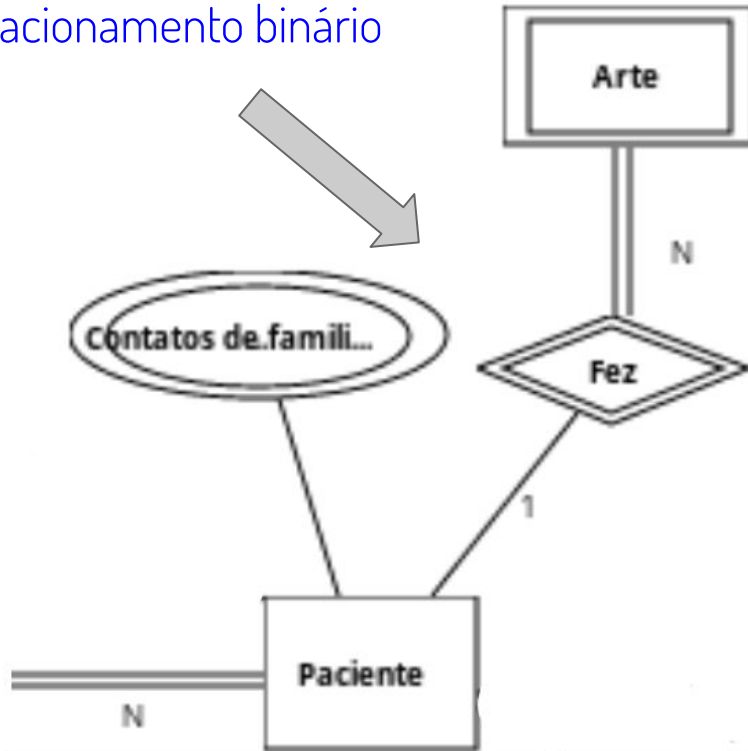 acionamento binário
Arte
N
Contatos de.famili...
Fez
1
Paciente
N